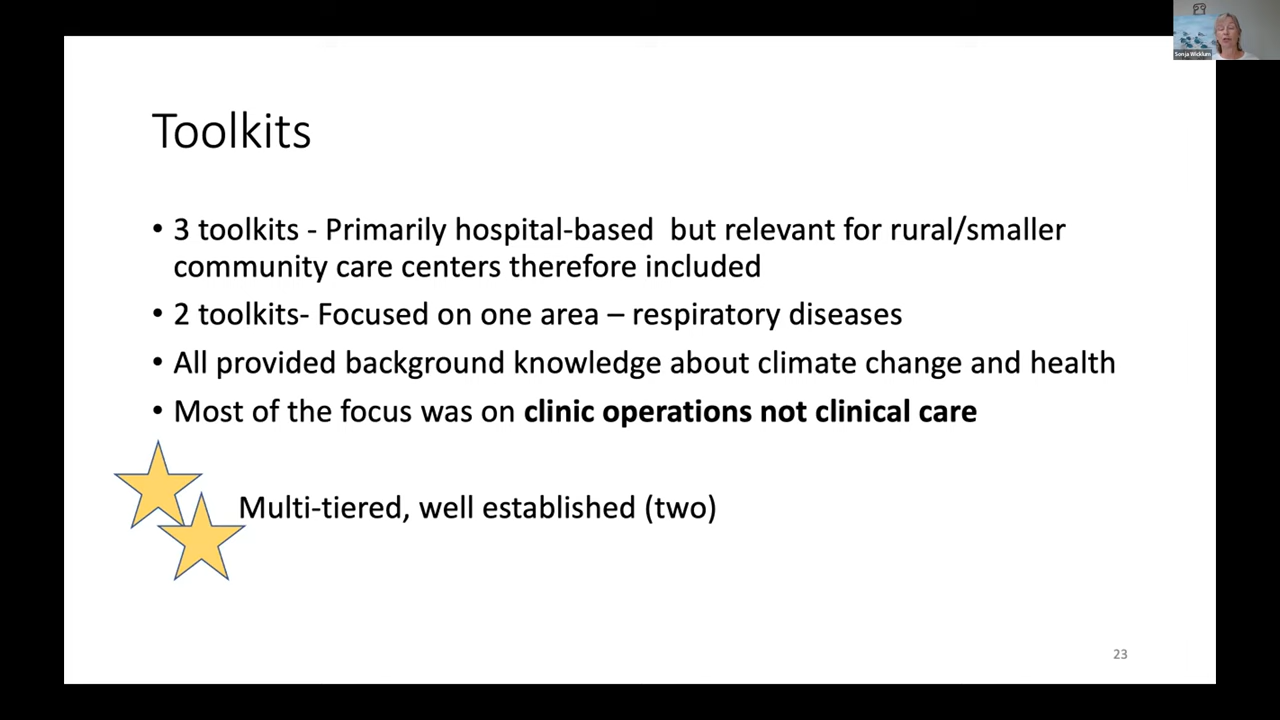 Sonja Wicklum
Toolkits
• 3 toolkits - Primarily hospital-based  but relevant for rural/smaller
community care centers therefore included
• 2 toolkits- Focused on one area – respiratory diseases
• All provided background knowledge about climate change and health
• Most of the focus was on clinic operations not clinical care
Multi-tiered, well established (two)
23